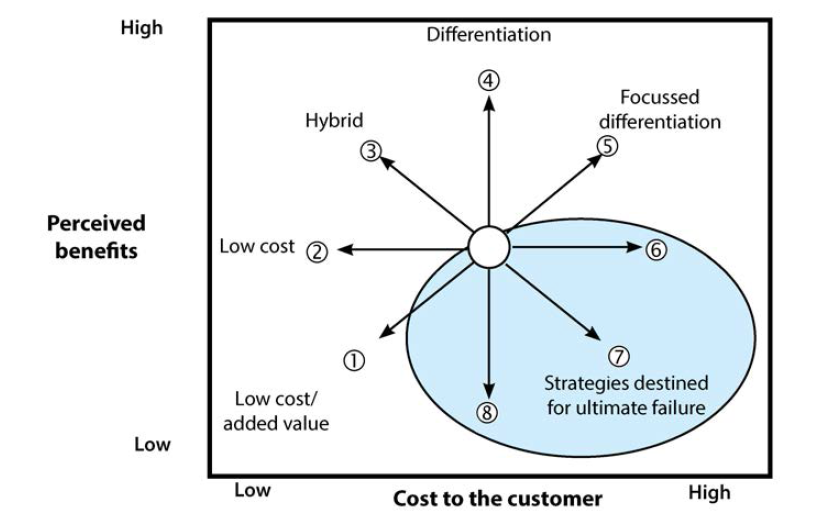 High
Differentiation
④
Focussed
differentiation
Hybrid
③
⑤
Perceived
benefits
Low cost ②
⑥
①
⑦
Strategies destined
for ultimate failure
Low cost/
added value
⑧
Low
Low
Cost to the customer
High